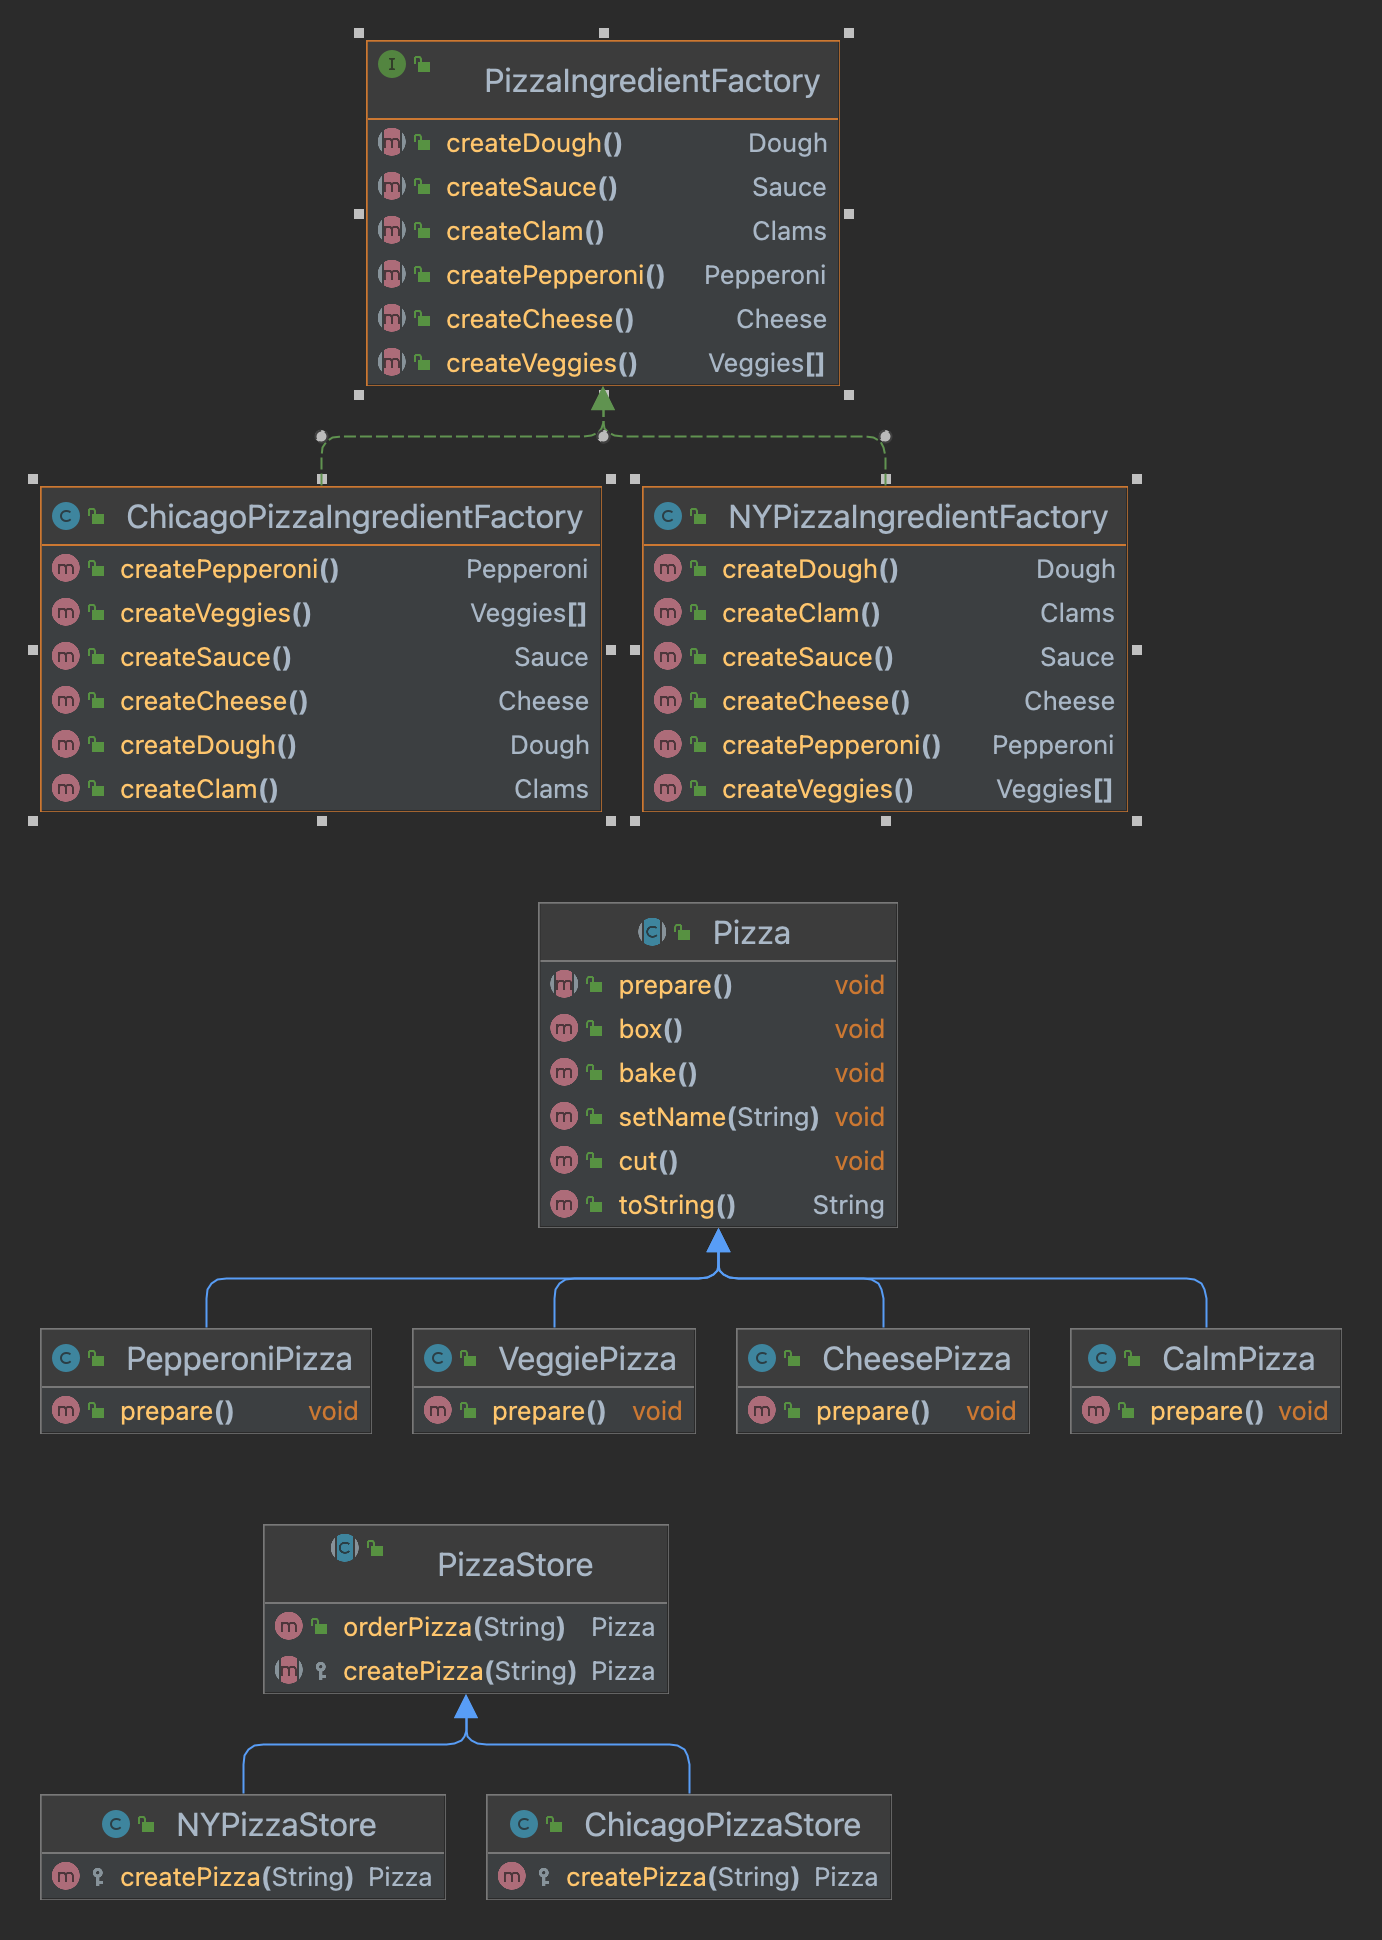 PizzaIngredientFactory
createDough() Dough
createSauce() Sauce
createClam() Clams
createPepperoni() Pepperoni
createCheese() Cheese
createVeggies() Veggies[]
ChicagoPizzaIngredientFactory
createPepperoni() Pepperoni
createVeggies() Veggies[]
createSauce() Sauce
createCheese() Cheese
createDough() Dough
createClam() Clams
NYPizzaIngredientFactory
createDough() Dough
createClam() Clams
createSauce() Sauce
createCheese() Cheese
createPepperoni() Pepperoni
createVeggies() Veggies[]
Pizza
prepare() void
box() void
bake() void
setName(String) void
cut() void
toString() String
PepperoniPizza
prepare() void
VeggiePizza
prepare() void
CheesePizza
prepare() void
CalmPizza
prepare() void
PizzaStore
orderPizza(String) Pizza
createPizza(String) Pizza
NYPizzaStore
createPizza(String) Pizza
ChicagoPizzaStore
createPizza(String) Pizza